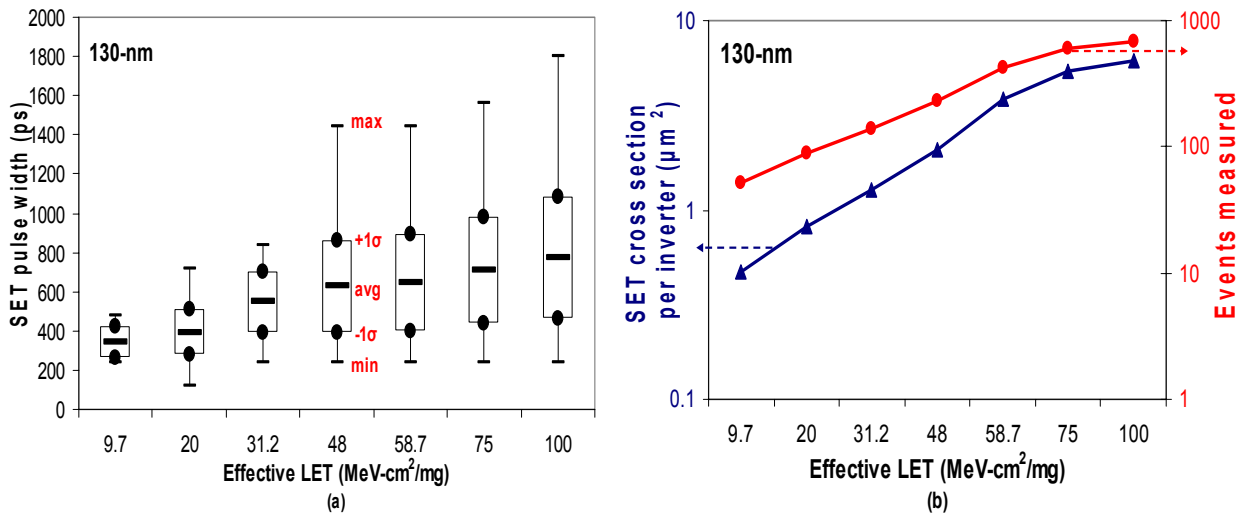 2000
1800
1600
1400
1200
1000
800
600
400
200
0
SET pulse width (ps)
130-nm
max
+1σ
avg
-1σ
min
9.7 20 31.2 48 58.7 75 100
Effective LET (MeV-cm²/mg)
(a)
10
1
0.1
SET cross section
per inverter (µm²)
130-nm
1000
100
10
1
Events measured
9.7 20 31.2 48 58.7 75 100
Effective LET (MeV-cm²/mg)
(b)